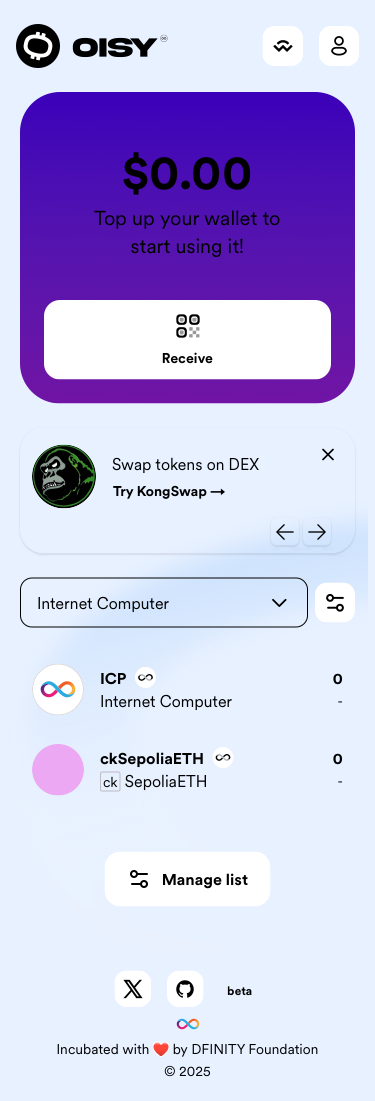 OISY
$0.00
Top up your wallet to
start using it!
Receive
Swap tokens on DEX
Try KongSwap →
Internet Computer
ICP
0
Internet Computer
-
ckSepoliaETH
0
ck SepoliaETH
-
Manage list
beta
Incubated with ❤️ by DFINITY Foundation
© 2025